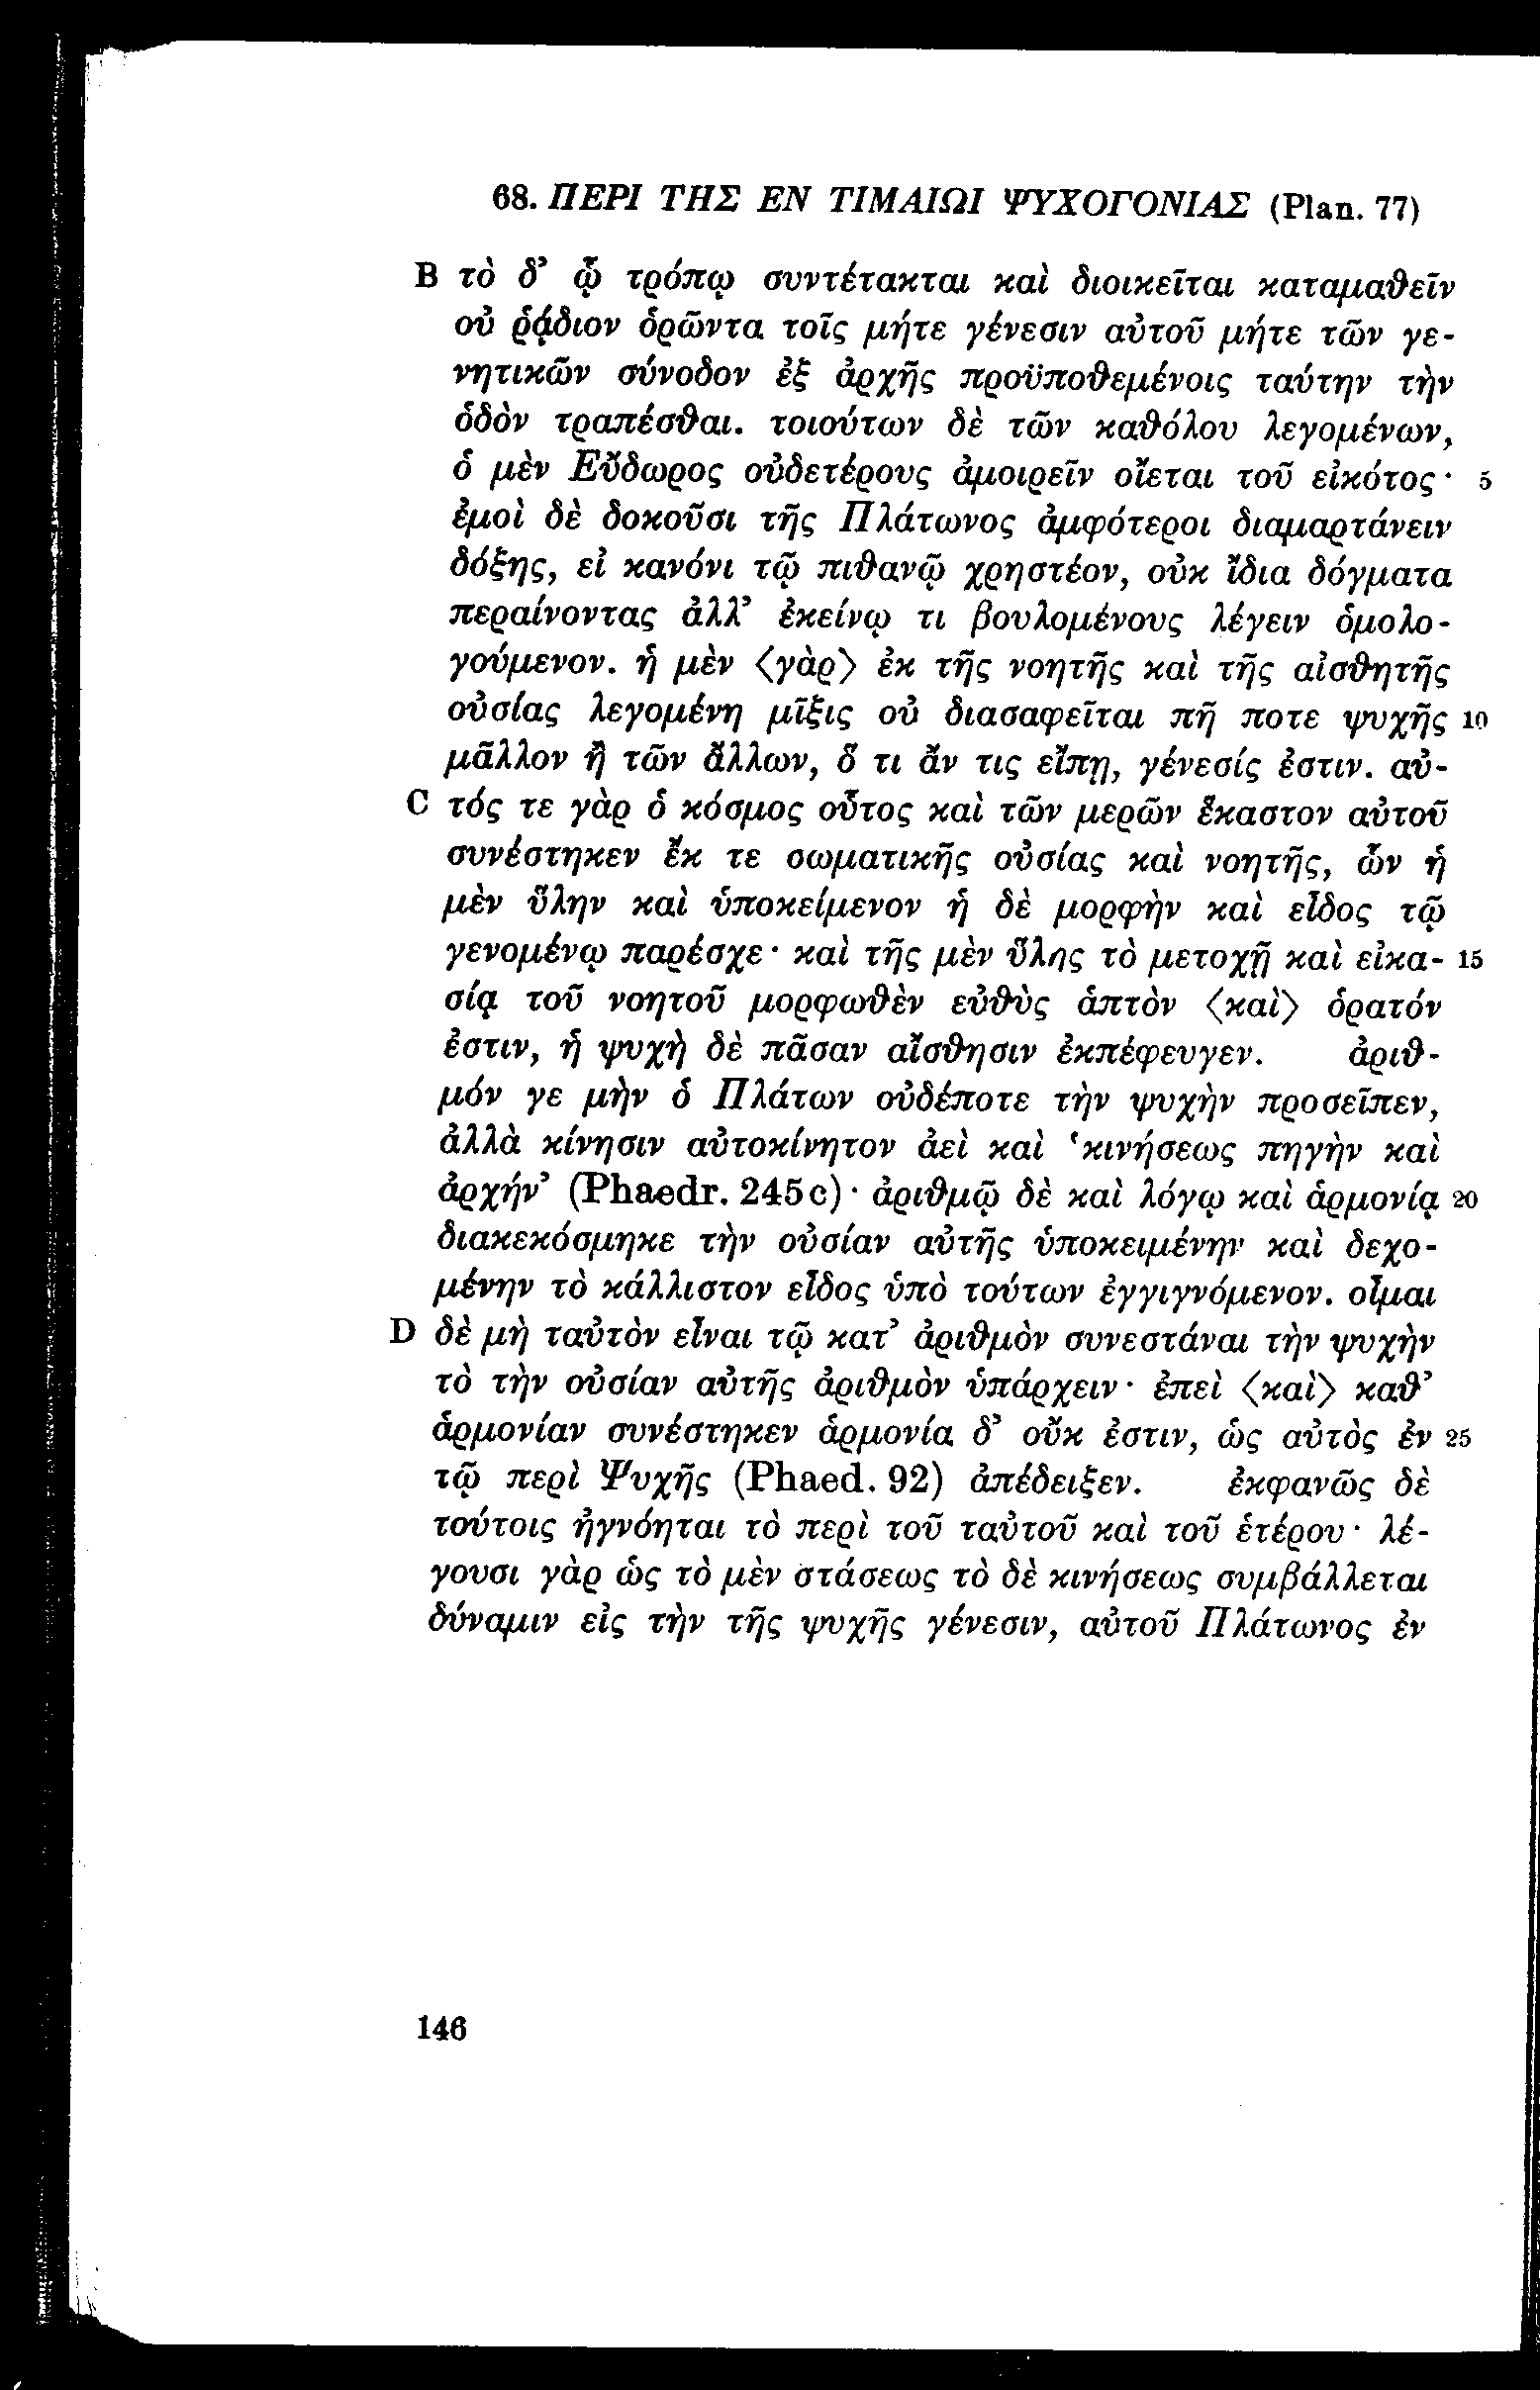 68. ΠΕΡΙ ΤΗΣ ΕΝ ΤΙΜΑΙΩΙ ΨΥΧΟΓΟΝΙΑΣ (Plan. 77)
B τὸ δ’ ᾧ τρόπῳ συντέτακται καὶ διοικεῖται καταμαθεῖν
οὐ ῥᾴδιον ὁρῶντα τοῖς μήτε γένεσιν αὐτοῦ μήτε τῶν γε-
νητικῶν σύνοδον ἐξ ἀρχῆς προϋποθεμένοις ταύτην τὴν
ὁδὸν τραπέσθαι. τοιούτων δὲ τῶν καθόλου λεγομένων,
ὁ μὲν Εὔδωρος οὐδετέρους ἀμοιρεῖν οἴεται τοῦ εἰκότος· 5
ἐμοὶ δὲ δοκοῦσι τῆς Πλάτωνος ἀμφότεροι διαμαρτάνειν
δόξης, εἰ κανόνι τῷ πιθανῷ χρηστέον, οὐκ ἴδια δόγματα
περαίνοντας ἀλλ’ ἐκείνῳ τι βουλομένους λέγειν ὁμολο-
γούμενον. ἡ μὲν ⟨γὰρ⟩ ἐκ τῆς νοητῆς καὶ τῆς αἰσθητῆς
οὐσίας λεγομένη μῖξις οὐ διασαφεῖται πῆ ποτε ψυχῆς 10
μᾶλλον ἢ τῶν ἄλλων, ὅ τι ἄν τις εἴπῃ, γένεσίς ἐστιν. αὐ-
C τός τε γὰρ ὁ κόσμος οὗτος καὶ τῶν μερῶν ἕκαστον αὐτοῦ
συνέστηκεν ἔκ τε σωματικῆς οὐσίας καὶ νοητῆς, ὧν ἡ
μὲν ὕλην καὶ ὑποκείμενον ἡ δὲ μορφὴν καὶ εἶδος τῷ
γενομένῳ παρέσχε· καὶ τῆς μὲν ὕλης τὸ μετοχῇ καὶ εἰκα- 15
σίᾳ τοῦ νοητοῦ μορφωθὲν εὐθὺς ἁπτὸν ⟨καὶ⟩ ὁρατόν
ἐστιν, ἡ ψυχὴ δὲ πᾶσαν αἴσθησιν ἐκπέφευγεν. ἀριθ-
μόν γε μὴν ὁ Πλάτων οὐδέποτε τὴν ψυχὴν προσεῖπεν,
ἀλλὰ κίνησιν αὐτοκίνητον ἀεὶ καὶ ‘κινήσεως πηγὴν καὶ
ἀρχήν’ (Phaedr. 245 c)· ἀριθμῷ δὲ καὶ λόγῳ καὶ ἁρμονίᾳ 20
διακεκόσμηκε τὴν οὐσίαν αὐτῆς ὑποκειμένην καὶ δεχο-
μένην τὸ κάλλιστον εἶδος ὑπὸ τούτων ἐγγιγνόμενον. οἶμαι
D δὲ μὴ ταὐτὸν εἶναι τῷ κατ’ ἀριθμὸν συνεστάναι τὴν ψυχὴν
τὸ τὴν οὐσίαν αὐτῆς ἀριθμὸν ὑπάρχειν· ἐπεὶ ⟨καὶ⟩ καθ’
ἁρμονίαν συνέστηκεν ἁρμονία δ’ οὔκ ἐστιν, ὡς αὐτὸς ἐν 25
τῷ περὶ Ψυχῆς (Phaed. 92) ἀπέδειξεν. ἐκφανῶς δὲ
τούτοις ἠγνόηται τὸ περὶ τοῦ ταὐτοῦ καὶ τοῦ ἑτέρου· λέ-
γουσι γὰρ ὡς τὸ μὲν στάσεως τὸ δὲ κινήσεως συμβάλλεται
δύναμιν εἰς τὴν τῆς ψυχῆς γένεσιν, αὐτοῦ Πλάτωνος ἐν
146